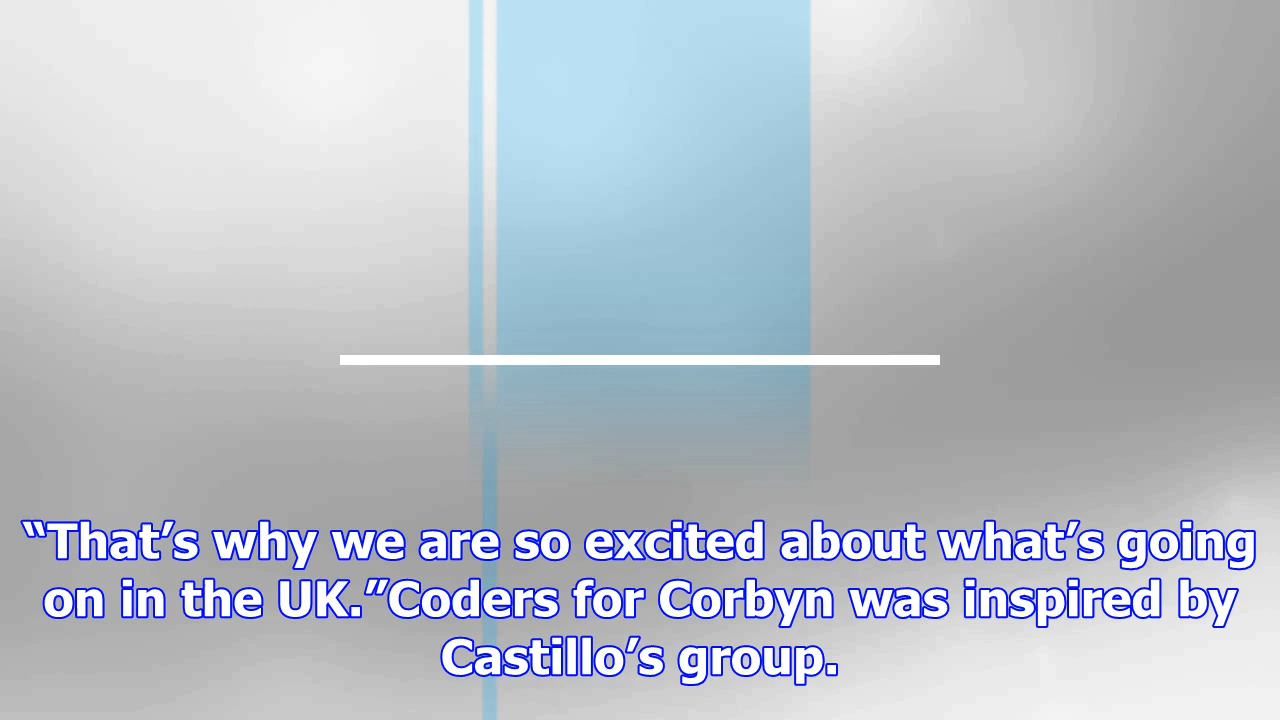 “That’s why we are so excited about what’s going
on in the UK.”Coders for Corbyn was inspired by
Castillo’s group.